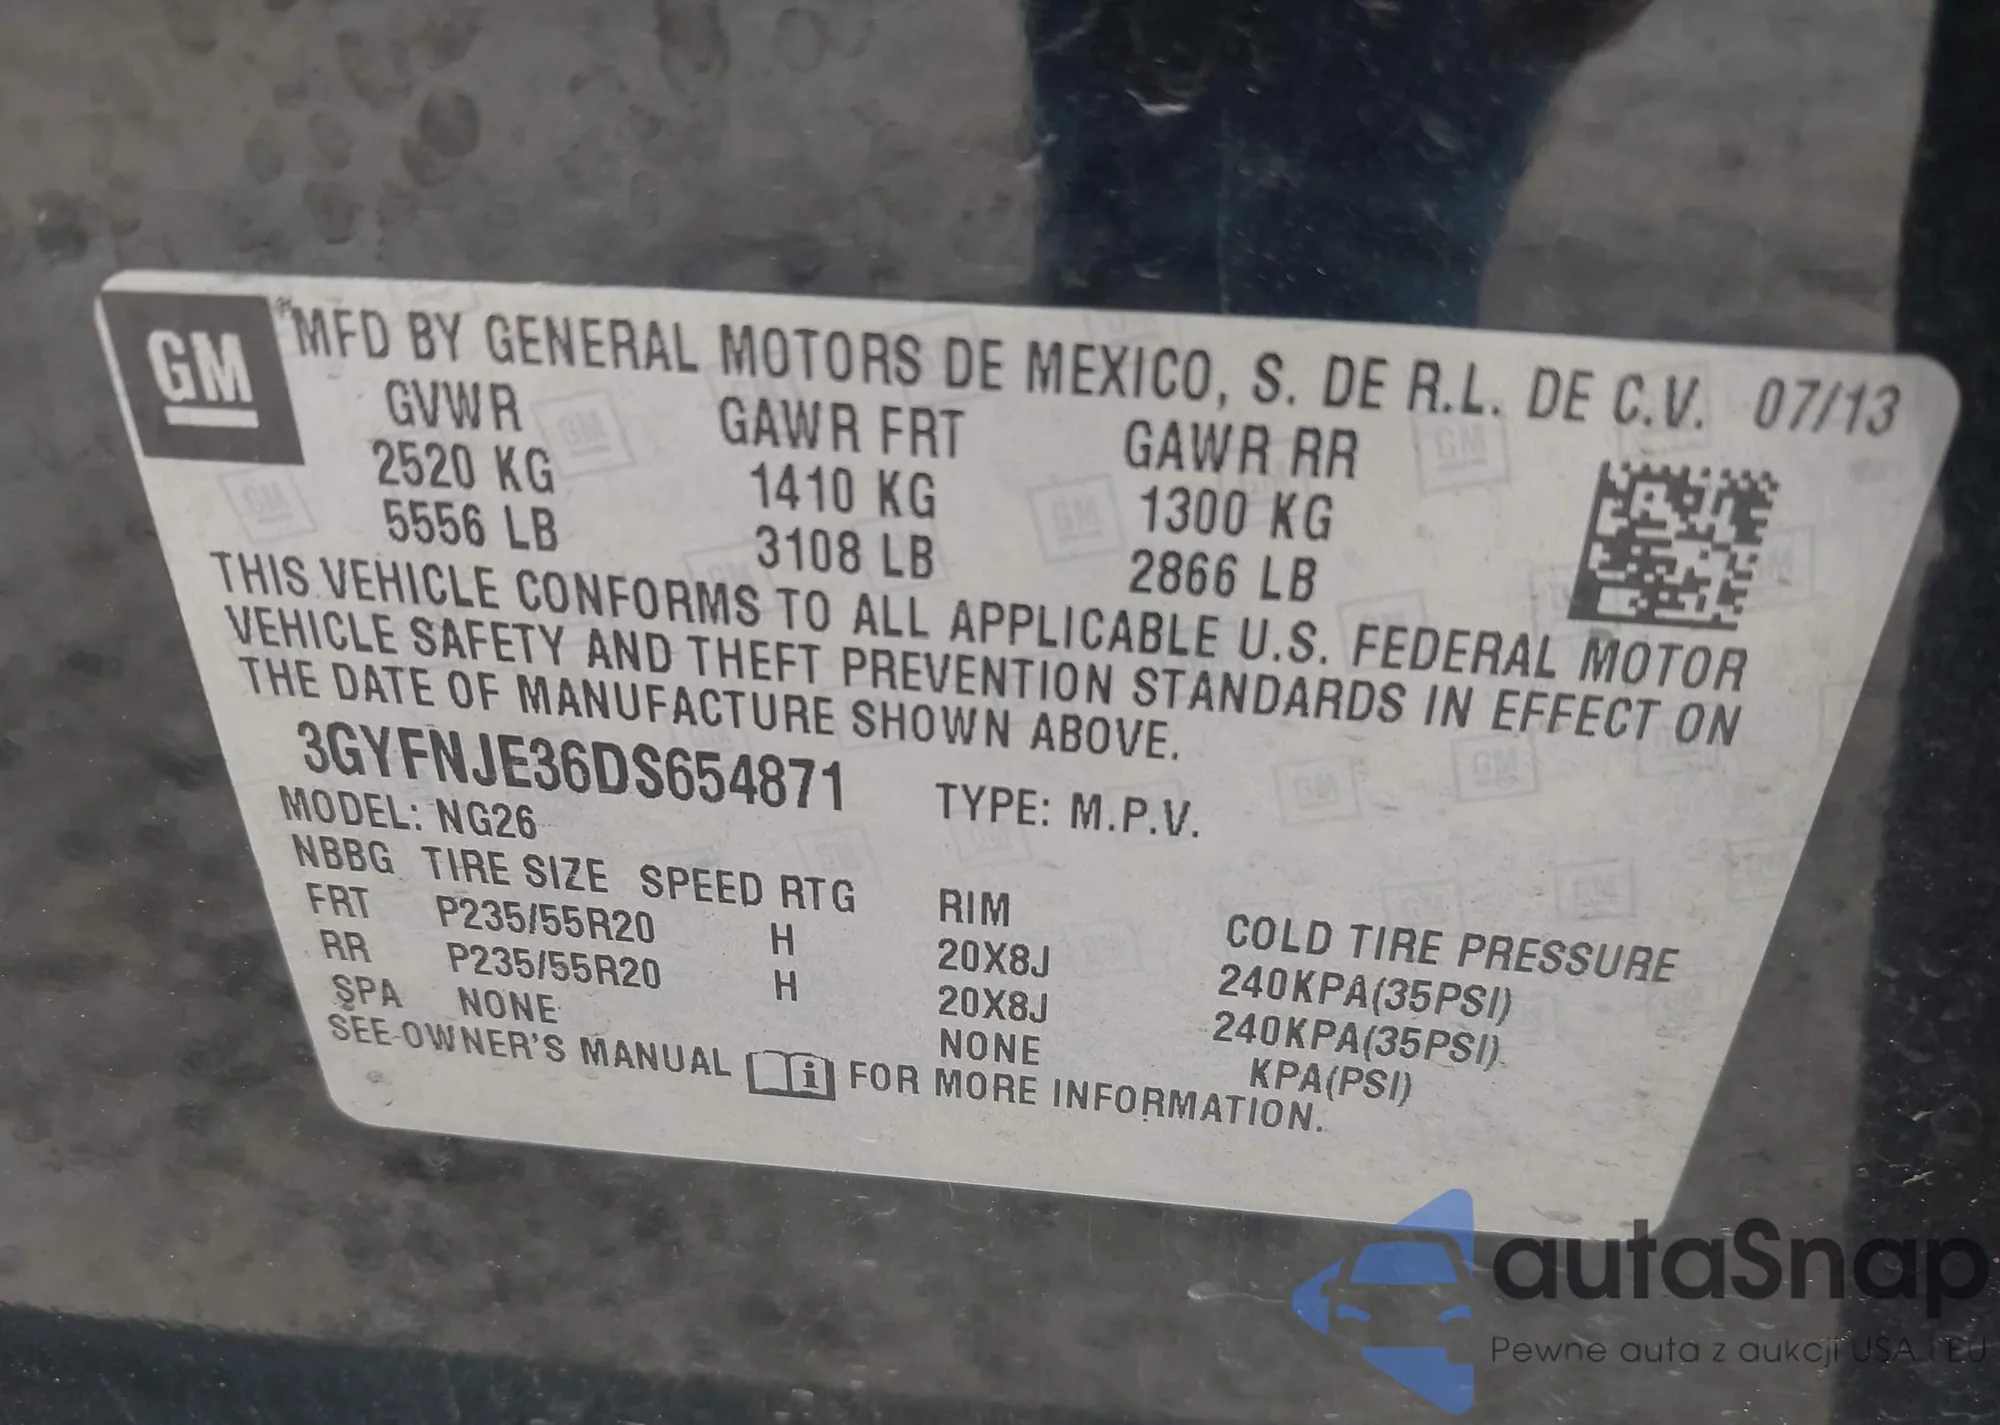 GM
MFD BY GENERAL MOTORS DE MEXICO, S. DE R.L. DE C.V. 07/13
GVWR GAWR FRT GAWR RR
2520 KG 1410 KG 1300 KG
5556 LB 3108 LB 2866 LB
THIS VEHICLE CONFORMS TO ALL APPLICABLE U.S. FEDERAL MOTOR
VEHICLE SAFETY AND THEFT PREVENTION STANDARDS IN EFFECT ON
THE DATE OF MANUFACTURE SHOWN ABOVE.
3GYFNJE36DS654871 TYPE: M.P.V.
MODEL: NG26
NBBG TIRE SIZE SPEED RTG RIM COLD TIRE PRESSURE
FRT P235/55R20 H 20X8J 240KPA(35PSI)
RR P235/55R20 H 20X8J 240KPA(35PSI)
SPA NONE NONE KPA(PSI)
SEE OWNER'S MANUAL i FOR MORE INFORMATION.
autaSnap
Pewne auta z aukcji USA i EU